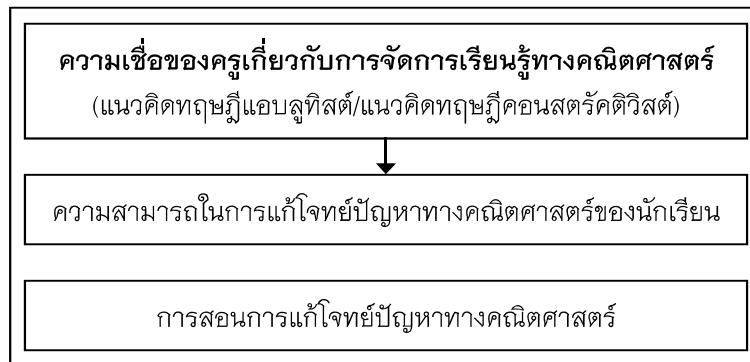 ความเชื่อของครูเกี่ยวกับการจัดการเรียนรู้ทางคณิตศาสตร์
(แนวคิดทฤษฎีแอบลูทิสต์/แนวคิดทฤษฎีคอนสตรัคติวิสต์)
ความสามารถในการแก้โจทย์ปัญหาทางคณิตศาสตร์ของนักเรียน
การสอนการแก้โจทย์ปัญหาทางคณิตศาสตร์